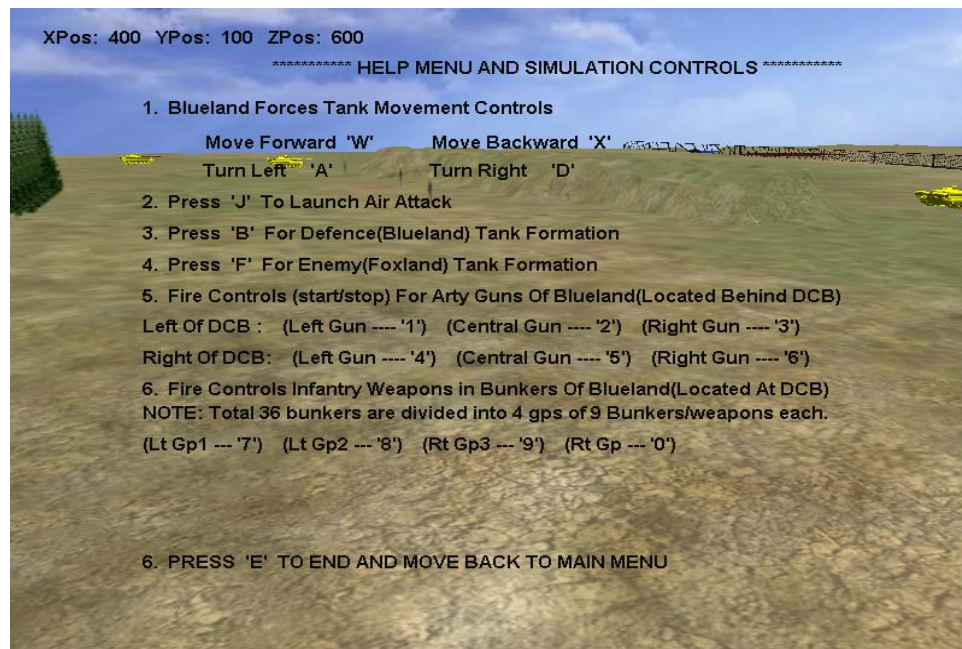 XPos: 400 YPos: 100 ZPos: 600
*********** HELP MENU AND SIMULATION CONTROLS ***********
1. Blueland Forces Tank Movement Controls
Move Forward 'W' Move Backward 'X'
Turn Left 'A' Turn Right 'D'
2. Press 'J' To Launch Air Attack
3. Press 'B' For Defence(Blueland) Tank Formation
4. Press 'F' For Enemy(Foxland) Tank Formation
5. Fire Controls (start/stop) For Arty Guns Of Blueland(Located Behind DCB)
Left Of DCB : (Left Gun ---- '1') (Central Gun ---- '2') (Right Gun ---- '3')
Right Of DCB: (Left Gun ---- '4') (Central Gun ---- '5') (Right Gun ---- '6')
6. Fire Controls Infantry Weapons in Bunkers Of Blueland(Located At DCB)
NOTE: Total 36 bunkers are divided into 4 gps of 9 Bunkers/weapons each.
(Lt Gp1 --- '7') (Lt Gp2 --- '8') (Rt Gp3 --- '9') (Rt Gp --- '0')
6. PRESS 'E' TO END AND MOVE BACK TO MAIN MENU